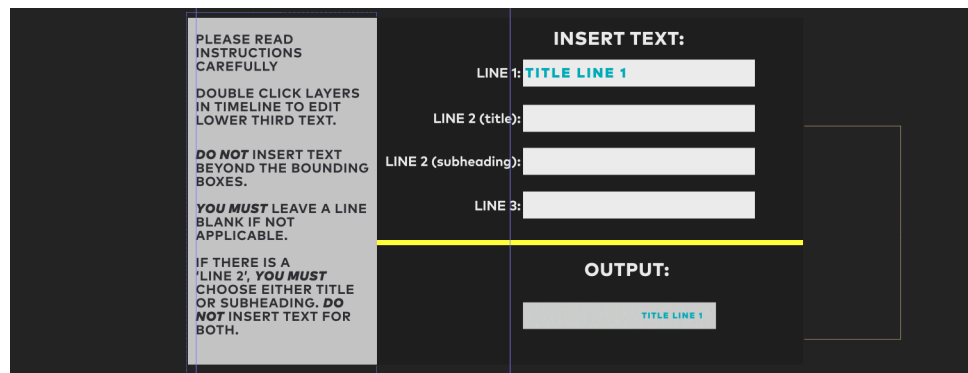 PLEASE READ
INSTRUCTIONS
CAREFULLY
DOUBLE CLICK LAYERS
IN TIMELINE TO EDIT
LOWER THIRD TEXT.
DO NOT INSERT TEXT
BEYOND THE BOUNDING
BOXES.
YOU MUST LEAVE A LINE
BLANK IF NOT
APPLICABLE.
IF THERE IS A
'LINE 2', YOU MUST
CHOOSE EITHER TITLE
OR SUBHEADING. DO
NOT INSERT TEXT FOR
BOTH.
INSERT TEXT:
LINE 1: TITLE LINE 1
LINE 2 (title):
LINE 2 (subheading):
LINE 3:
OUTPUT:
TITLE LINE 1